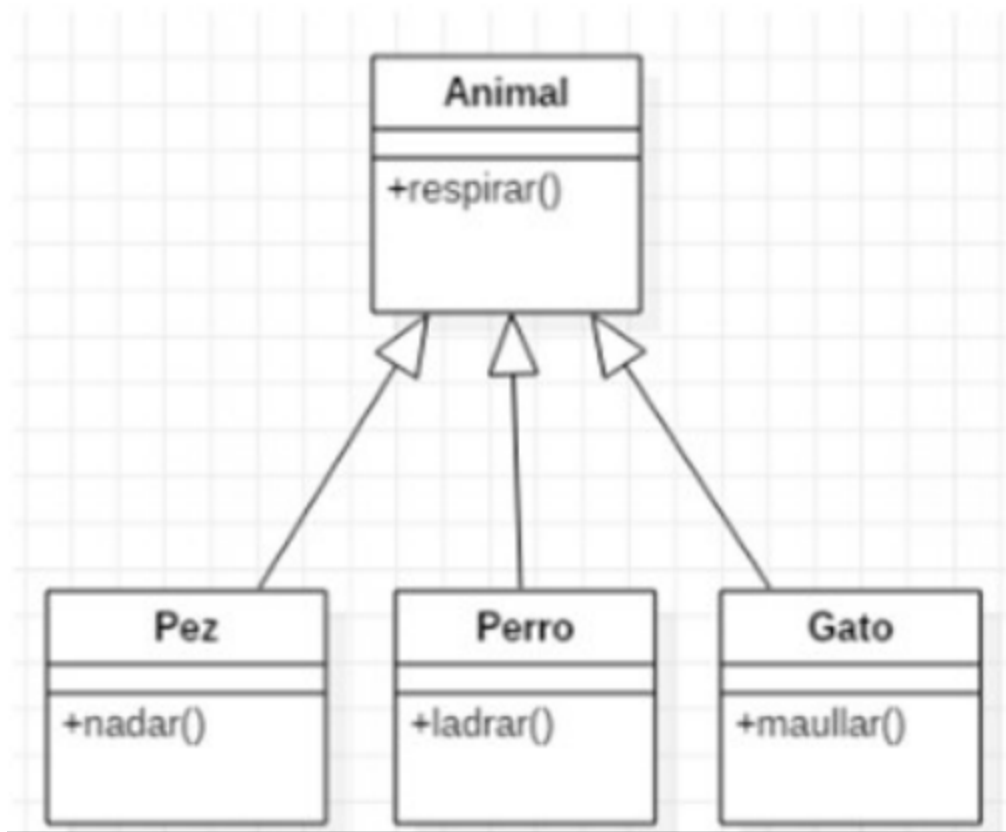 Animal
+respirar()
Pez
Perro
Gato
+nadar()
+ladrar()
+maullar()